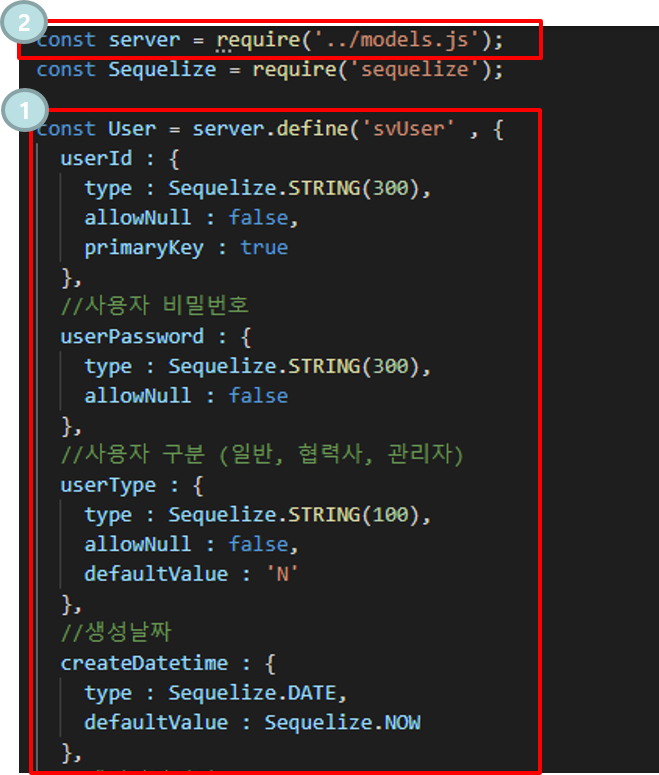 2
const server = require('../models.js');
const Sequelize = require('sequelize');
1
const User = server.define('svUser' , {
userId : {
type : Sequelize.STRING(300),
allowNull : false,
primaryKey : true
},
//사용자 비밀번호
userPassword : {
type : Sequelize.STRING(300),
allowNull : false
},
//사용자 구분 (일반, 협력사, 관리자)
userType : {
type : Sequelize.STRING(100),
allowNull : false,
defaultValue : 'N'
},
//생성날짜
createDatetime : {
type : Sequelize.DATE,
defaultValue : Sequelize.NOW
},